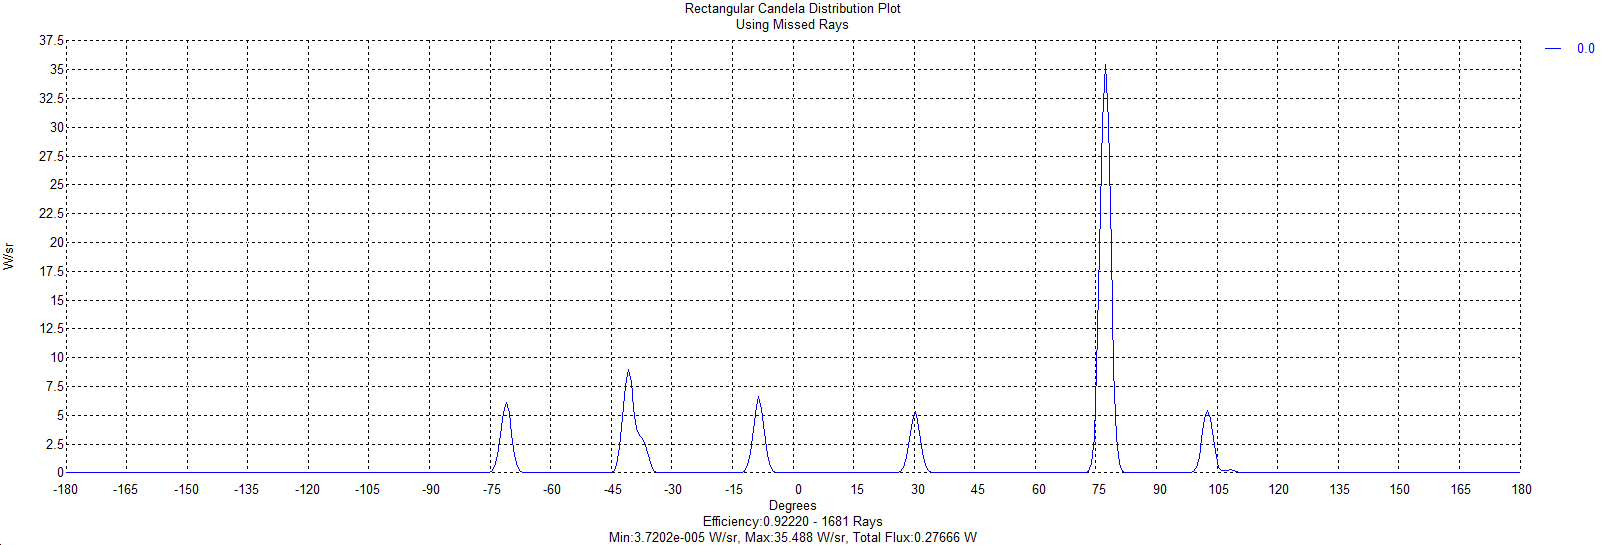 Rectangular Candela Distribution Plot
Using Missed Rays
37.5
35
32.5
30
27.5
25
22.5
20
17.5
15
12.5
10
7.5
5
2.5
0
W/sr
-180 -165 -150 -135 -120 -105 -90 -75 -60 -45 -30 -15 0 15 30 45 60 75 90 105 120 135 150 165 180
Degrees
Efficiency:0.92220 - 1681 Rays
Min:3.7202e-005 W/sr, Max:35.488 W/sr, Total Flux:0.27666 W
0.0